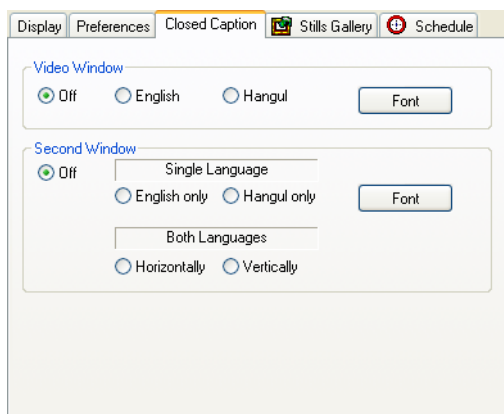 Display Preferences Closed Caption Stills Gallery Schedule
Video Window
Off English Hangul Font
Second Window
Off Single Language
English only Hangul only Font
Both Languages
Horizontally Vertically